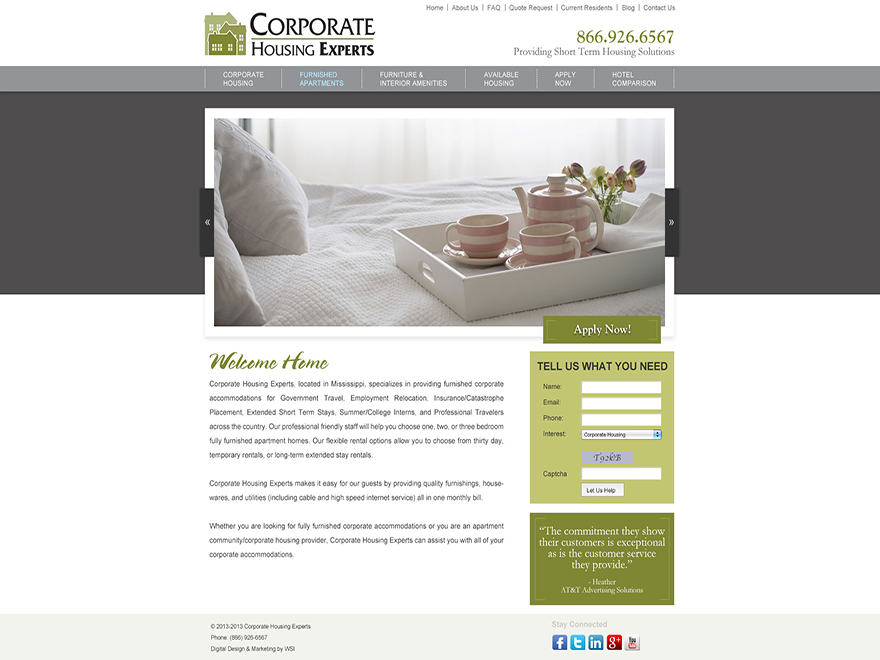 Home | About Us | FAQ | Quote Request | Current Residents | Blog | Contact Us
CORPORATE
HOUSING EXPERTS
866.926.6567
Providing Short Term Housing Solutions
CORPORATE
HOUSING
FURNISHED
APARTMENTS
FURNITURE &
INTERIOR AMENITIES
AVAILABLE
HOUSING
APPLY
NOW
HOTEL
COMPARISON
«
»
Apply Now!
Welcome Home
Corporate Housing Experts, located in Mississippi, specializes in providing furnished corporate
accommodations for Government Travel, Employment Relocation, Insurance/Catastrophe
Placement, Extended Short Term Stays, Summer/College Interns, and Professional Travelers
across the country. Our professional friendly staff will help you choose one, two, or three bedroom
fully furnished apartment homes. Our flexible rental options allow you to choose from thirty day,
temporary rentals, or long-term extended stay rentals.
Corporate Housing Experts makes it easy for our guests by providing quality furnishings, house-
wares, and utilities (including cable and high speed internet service) all in one monthly bill.
Whether you are looking for fully furnished corporate accommodations or you are an apartment
community/corporate housing provider, Corporate Housing Experts can assist you with all of your
corporate accommodations.
TELL US WHAT YOU NEED
Name:
Email:
Phone:
Interest:
Corporate Housing
Captcha
Let Us Help
“The commitment they show
their customers is exceptional
as is the customer service
they provide.”
- Heather
AT&T Advertising Solutions
© 2013-2013 Corporate Housing Experts
Phone: (866) 926-6567
Digital Design & Marketing by WSI
Stay Connected
f
t
in
g+
You